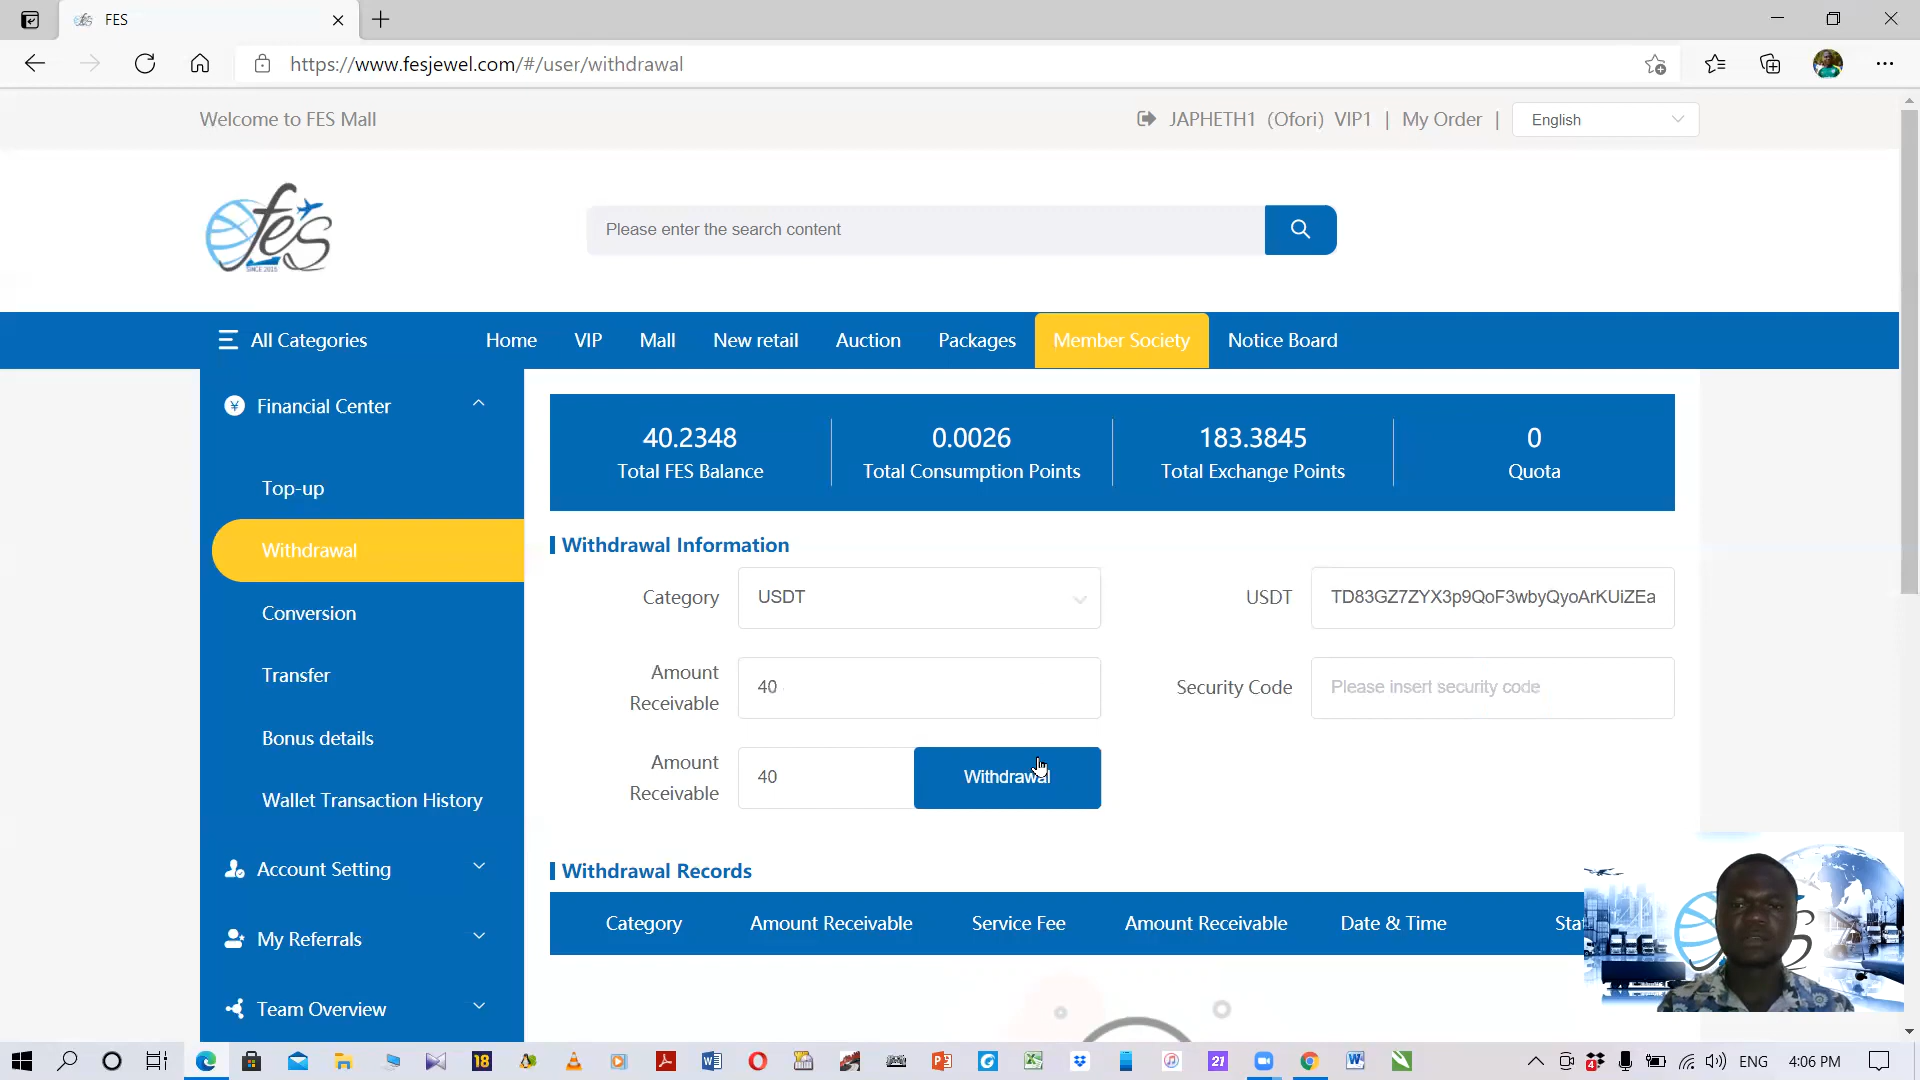 FES
https://www.fesjewel.com/#/user/withdrawal
Welcome to FES Mall
JAPHETH1 (Ofori) VIP1 | My Order | English
fes
SINCE 2015
Please enter the search content
All Categories Home VIP Mall New retail Auction Packages Member Society Notice Board
¥ Financial Center
Top-up
Withdrawal
Conversion
Transfer
Bonus details
Wallet Transaction History
Account Setting
My Referrals
Team Overview
40.2348 0.0026 183.3845 0
Total FES Balance Total Consumption Points Total Exchange Points Quota
Withdrawal Information
Category USDT USDT TD83GZ7ZYX3p9QoF3wbyQyoArKUiZEa
Amount Receivable 40 Security Code Please insert security code
Amount Receivable 40 Withdrawal
Withdrawal Records
Category Amount Receivable Service Fee Amount Receivable Date & Time Sta
18 21 4 ENG 4:06 PM